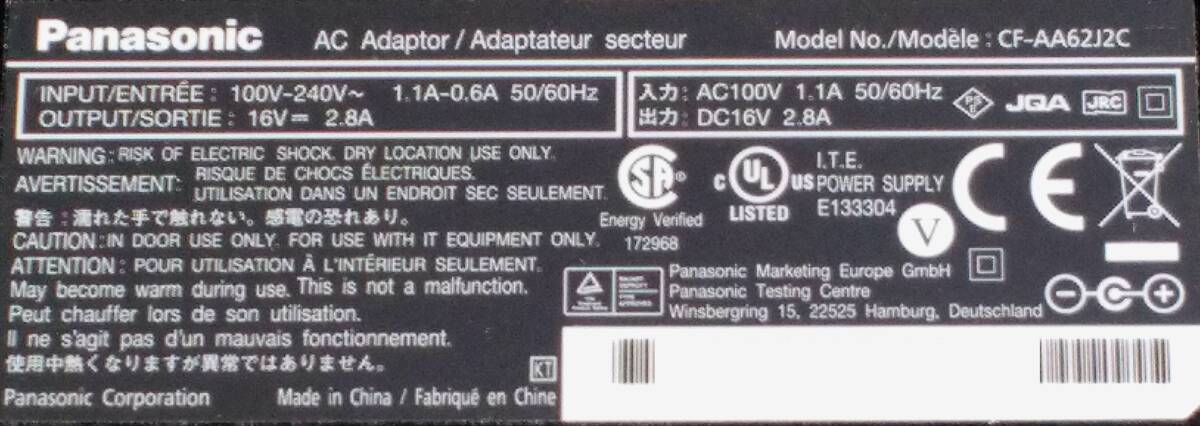 Panasonic AC Adaptor / Adaptateur secteur Model No./Modèle : CF-AA62J2C
INPUT/ENTRÉE : 100V-240V~ 1.1A-0.6A 50/60Hz
OUTPUT/SORTIE : 16V⎓ 2.8A
入力 : AC100V 1.1A 50/60Hz
出力 : DC16V 2.8A
PSE JQA JRC
WARNING : RISK OF ELECTRIC SHOCK. DRY LOCATION USE ONLY.
AVERTISSEMENT: RISQUE DE CHOCS ÉLECTRIQUES.
UTILISATION DANS UN ENDROIT SEC SEULEMENT.
警告 : 濡れた手で触れない。感電の恐れあり。
CAUTION : IN DOOR USE ONLY. FOR USE WITH IT EQUIPMENT ONLY.
ATTENTION : POUR UTILISATION À L'INTÉRIEUR SEULEMENT.
May become warm during use. This is not a malfunction.
Peut chauffer lors de son utilisation.
Il ne s'agit pas d'un mauvais fonctionnement.
使用中熱くなりますが異常ではありません。
KT
Panasonic Corporation Made in China / Fabriqué en Chine
SA®
Energy Verified
172968
c UL us
LISTED
I.T.E.
POWER SUPPLY
E133304
V
CE
Panasonic Marketing Europe GmbH
Panasonic Testing Centre
Winsbergring 15, 22525 Hamburg, Deutschland